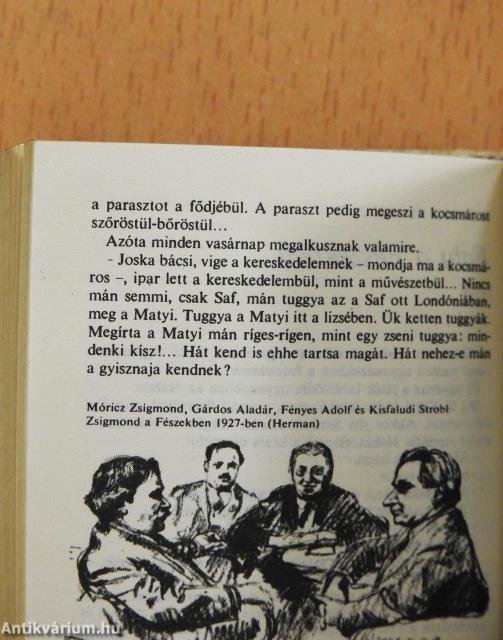 a parasztot a fődjébül. A paraszt pedig megeszi a kocsmárost
szőröstül-bőröstül...
Azóta minden vasárnap megalkusznak valamire.
- Joska bácsi, vige a kereskedelemnek – mondja ma a kocsmá-
ros –, ipar lett a kereskedelembül, mint a művészetbül... Nincs
mán semmi, csak Saf, mán tuggya az a Saf ott Londóniában,
meg a Matyi. Tuggya a Matyi itt a lizsében. Ük ketten tuggyák.
Megírta a Matyi mán ríges-rígen, mint egy zseni tuggya: min-
denki kísz!... Hát kend is ehhe tartsa magát. Hát nehez-e mán
a gyisznaja kendnek?
Móricz Zsigmond, Gárdos Aladár, Fényes Adolf és Kisfaludi Strobl
Zsigmond a Fészekben 1927-ben (Herman)
Antikvárium.hu